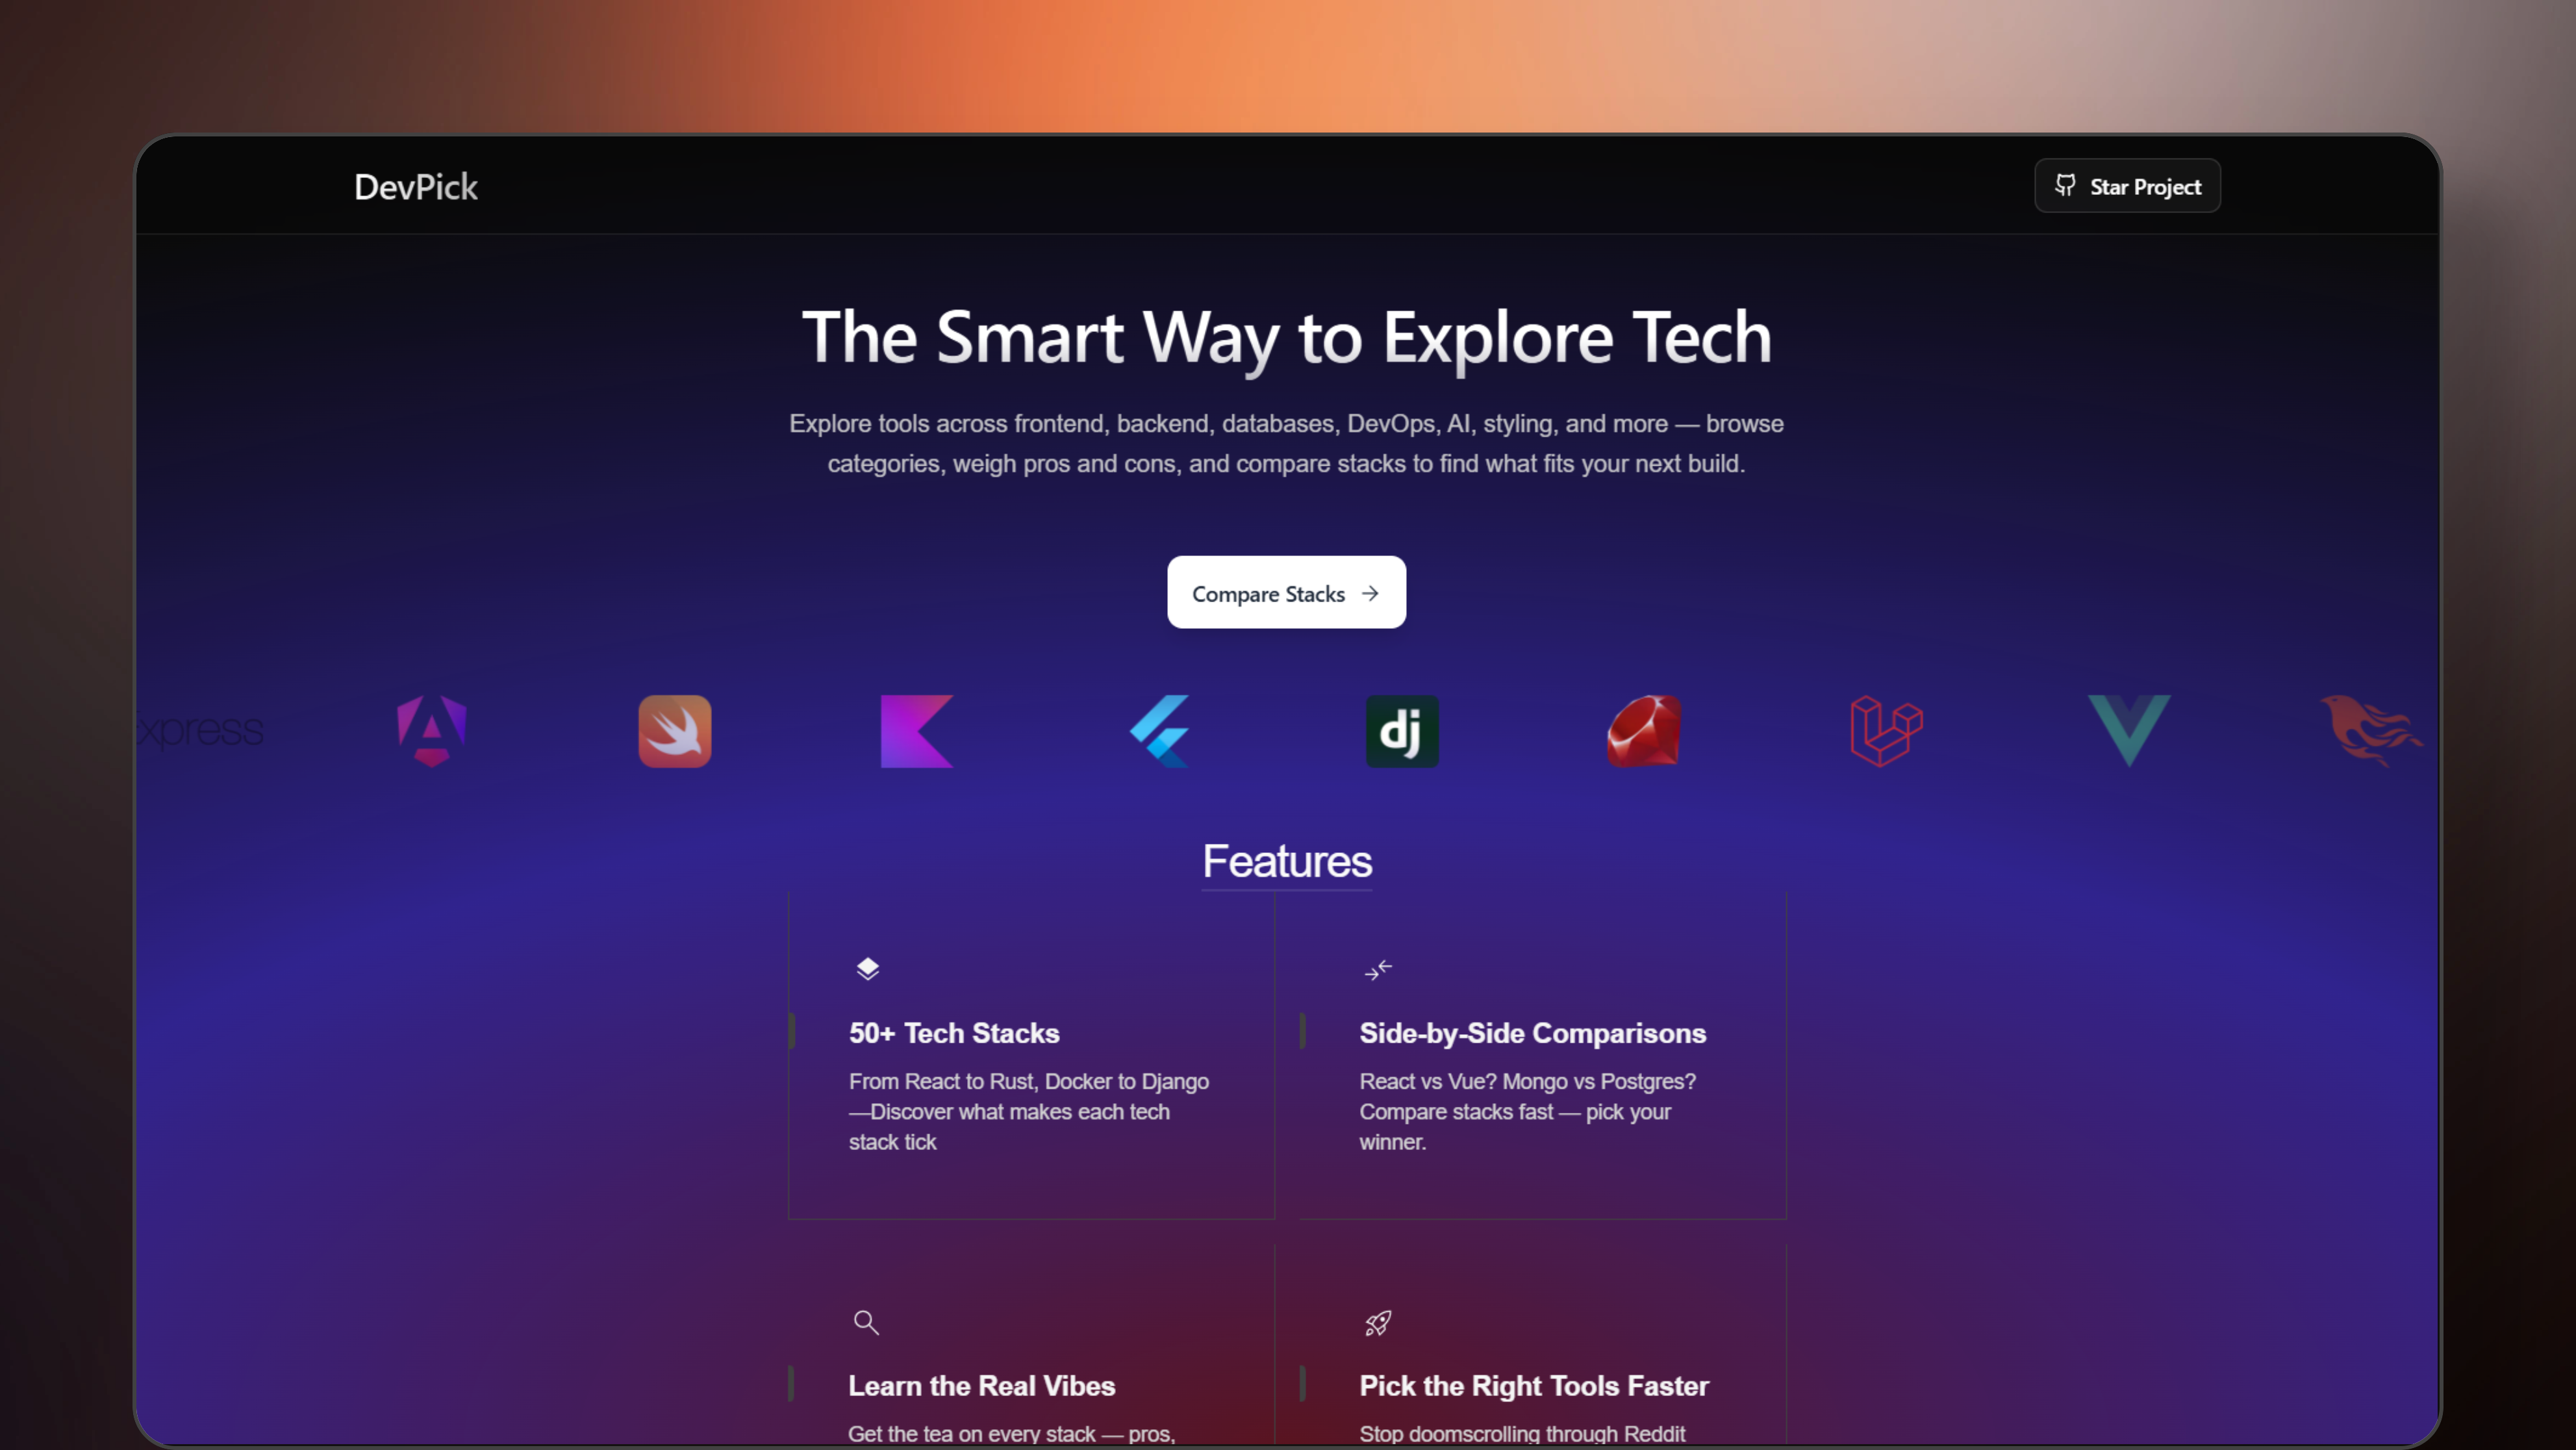 DevPick
Star Project
The Smart Way to Explore Tech
Explore tools across frontend, backend, databases, DevOps, AI, styling, and more — browse
categories, weigh pros and cons, and compare stacks to find what fits your next build.
Compare Stacks
xpress
dj
Features
50+ Tech Stacks
From React to Rust, Docker to Django
—Discover what makes each tech
stack tick
Side-by-Side Comparisons
React vs Vue? Mongo vs Postgres?
Compare stacks fast — pick your
winner.
Learn the Real Vibes
Get the tea on every stack — pros,
Pick the Right Tools Faster
Stop doomscrolling through Reddit